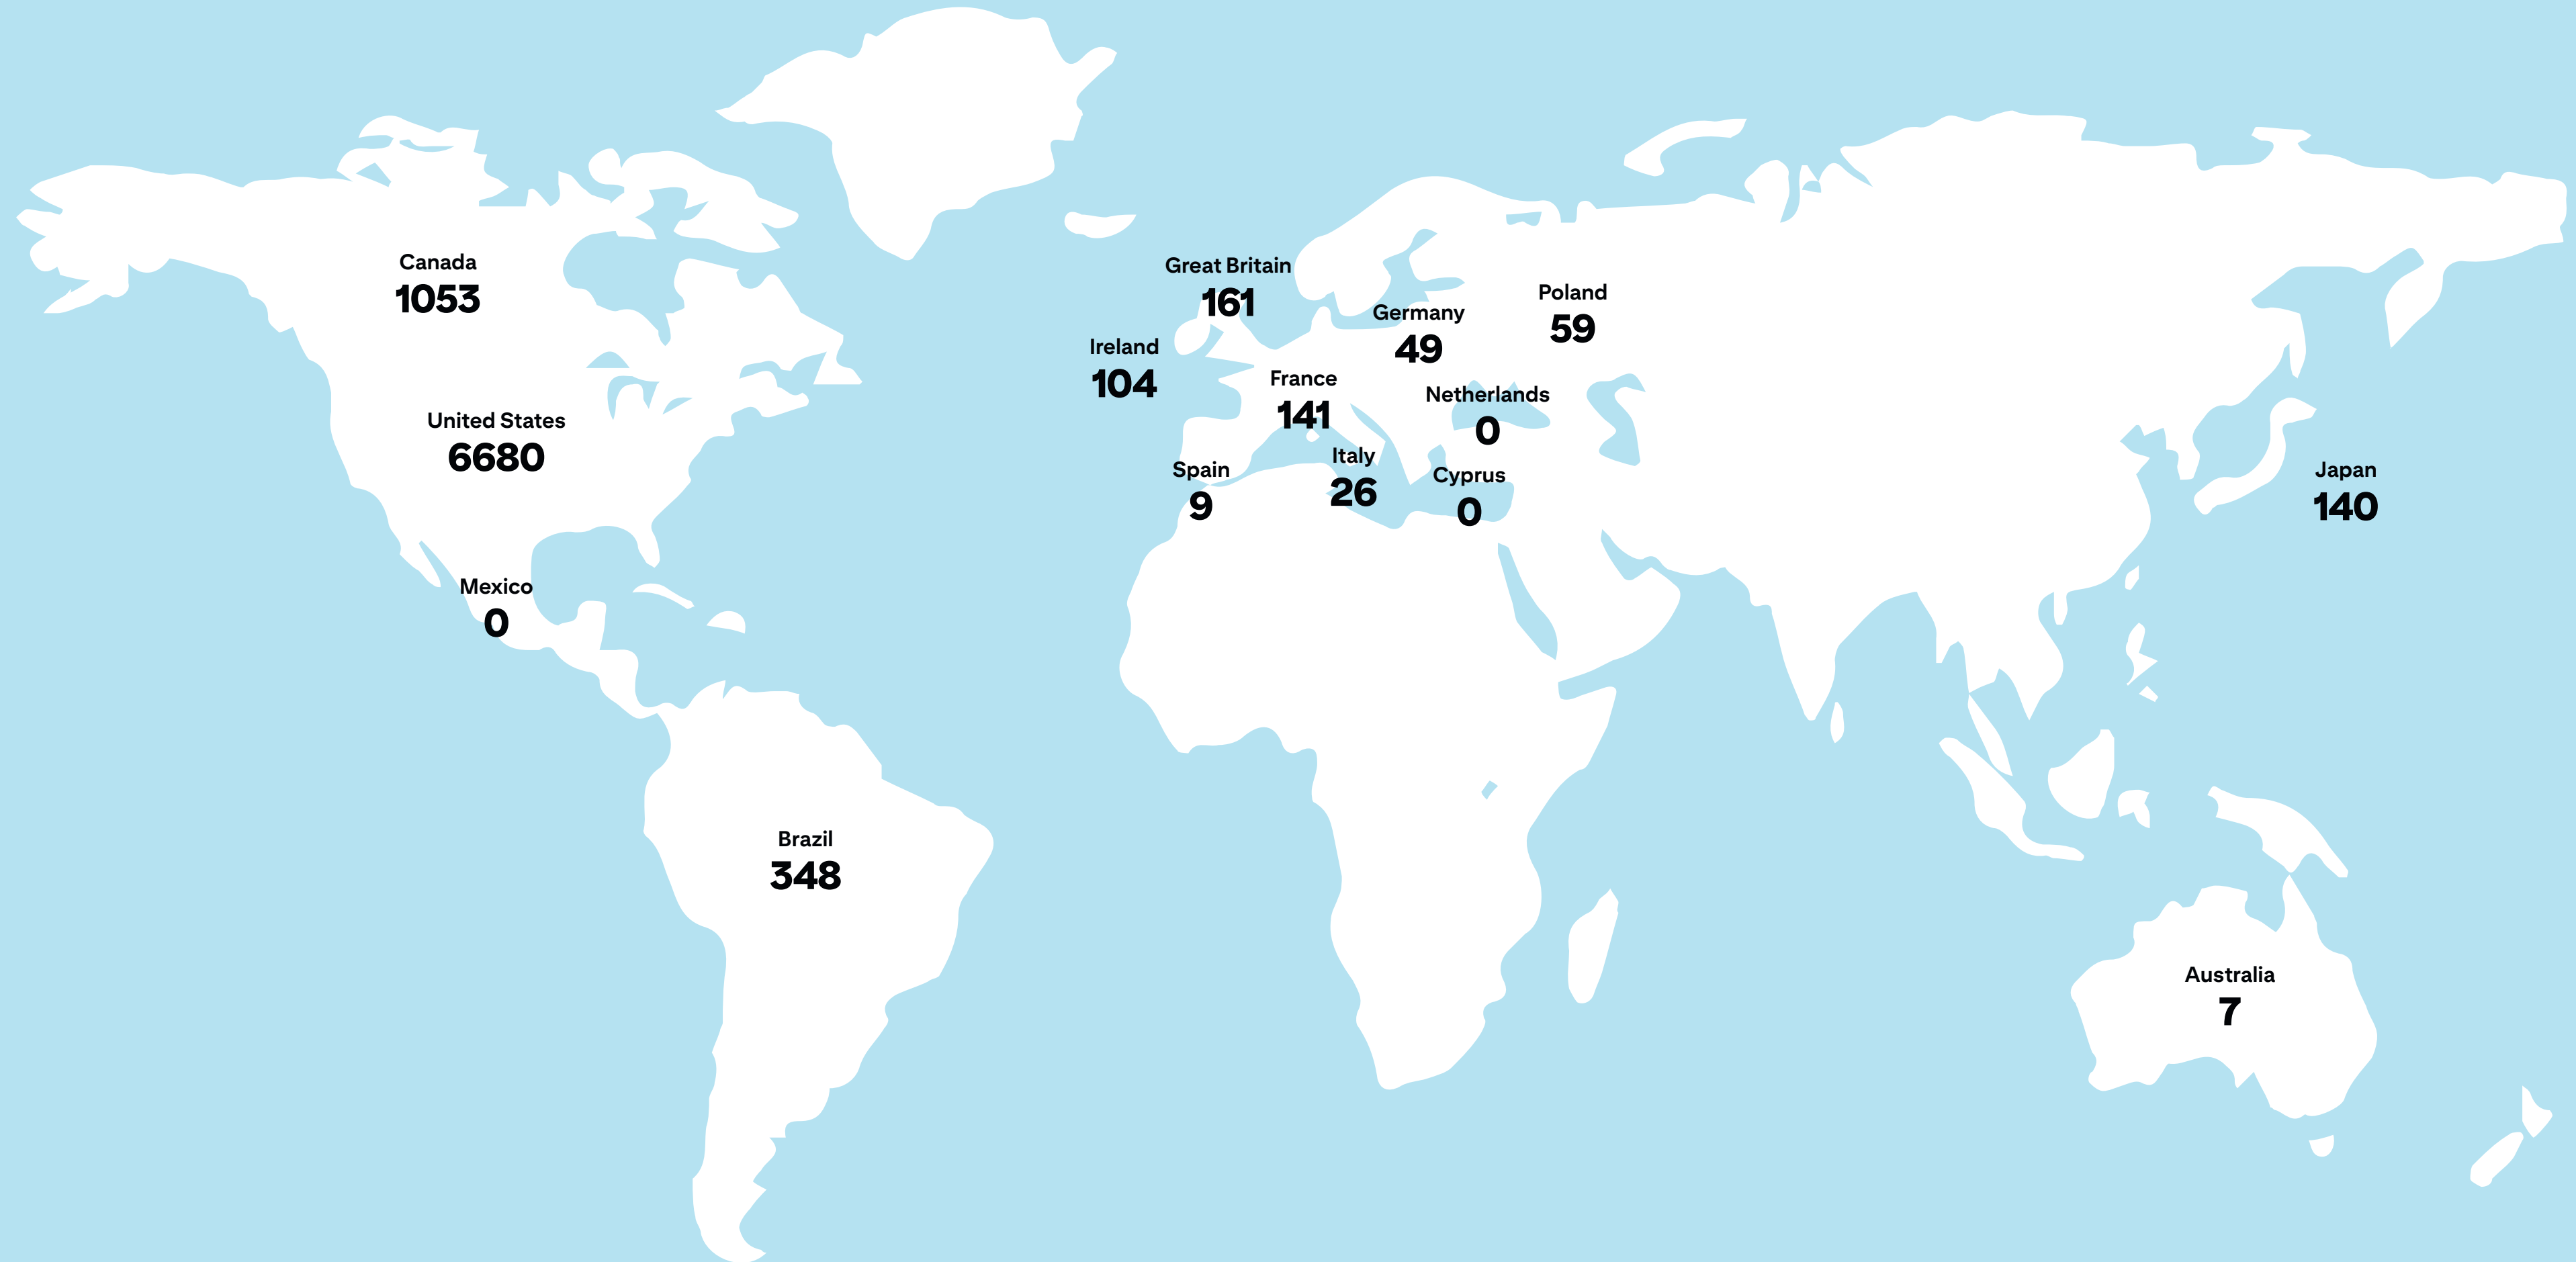 Canada
1053
United States
6680
Mexico
0
Brazil
348
Great Britain
161
Ireland
104
Germany
49
Poland
59
France
141
Netherlands
0
Spain
9
Italy
26
Cyprus
0
Japan
140
Australia
7